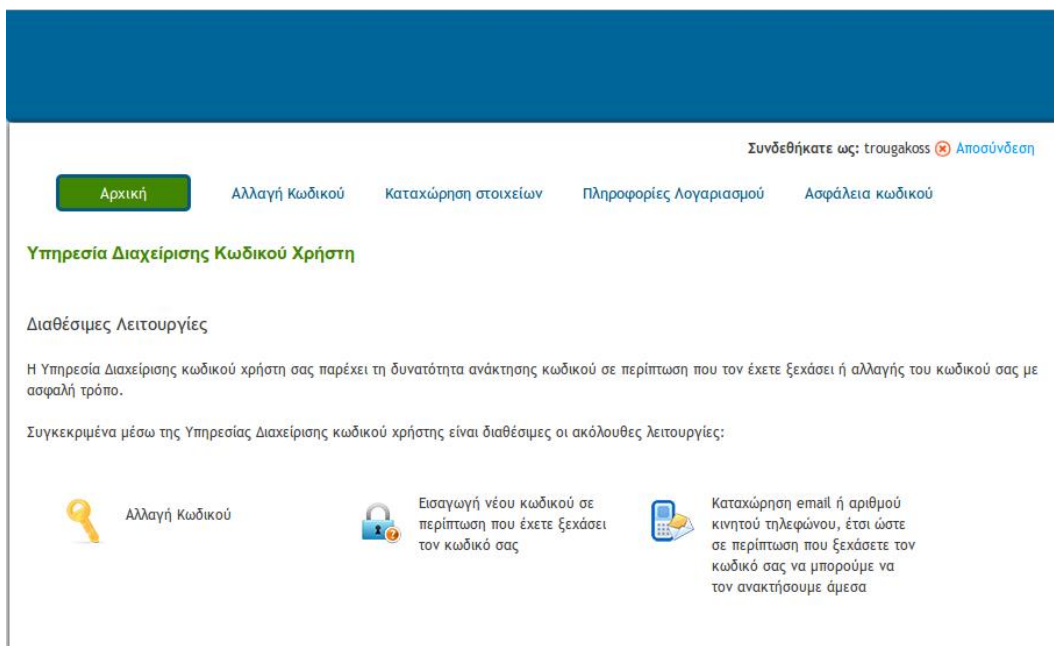 Συνδεθήκατε ως: trougakoss Αποσύνδεση
Αρχική Αλλαγή Κωδικού Καταχώρηση στοιχείων Πληροφορίες Λογαριασμού Ασφάλεια κωδικού
Υπηρεσία Διαχείρισης Κωδικού Χρήστη
Διαθέσιμες Λειτουργίες
Η Υπηρεσία Διαχείρισης κωδικού χρήστη σας παρέχει τη δυνατότητα ανάκτησης κωδικού σε περίπτωση που τον έχετε ξεχάσει ή αλλαγής του κωδικού σας με
ασφαλή τρόπο.
Συγκεκριμένα μέσω της Υπηρεσίας Διαχείρισης κωδικού χρήστης είναι διαθέσιμες οι ακόλουθες λειτουργίες:
Αλλαγή Κωδικού
Εισαγωγή νέου κωδικού σε
περίπτωση που έχετε ξεχάσει
τον κωδικό σας
Καταχώρηση email ή αριθμού
κινητού τηλεφώνου, έτσι ώστε
σε περίπτωση που ξεχάσετε τον
κωδικό σας να μπορούμε να
τον ανακτήσουμε άμεσα